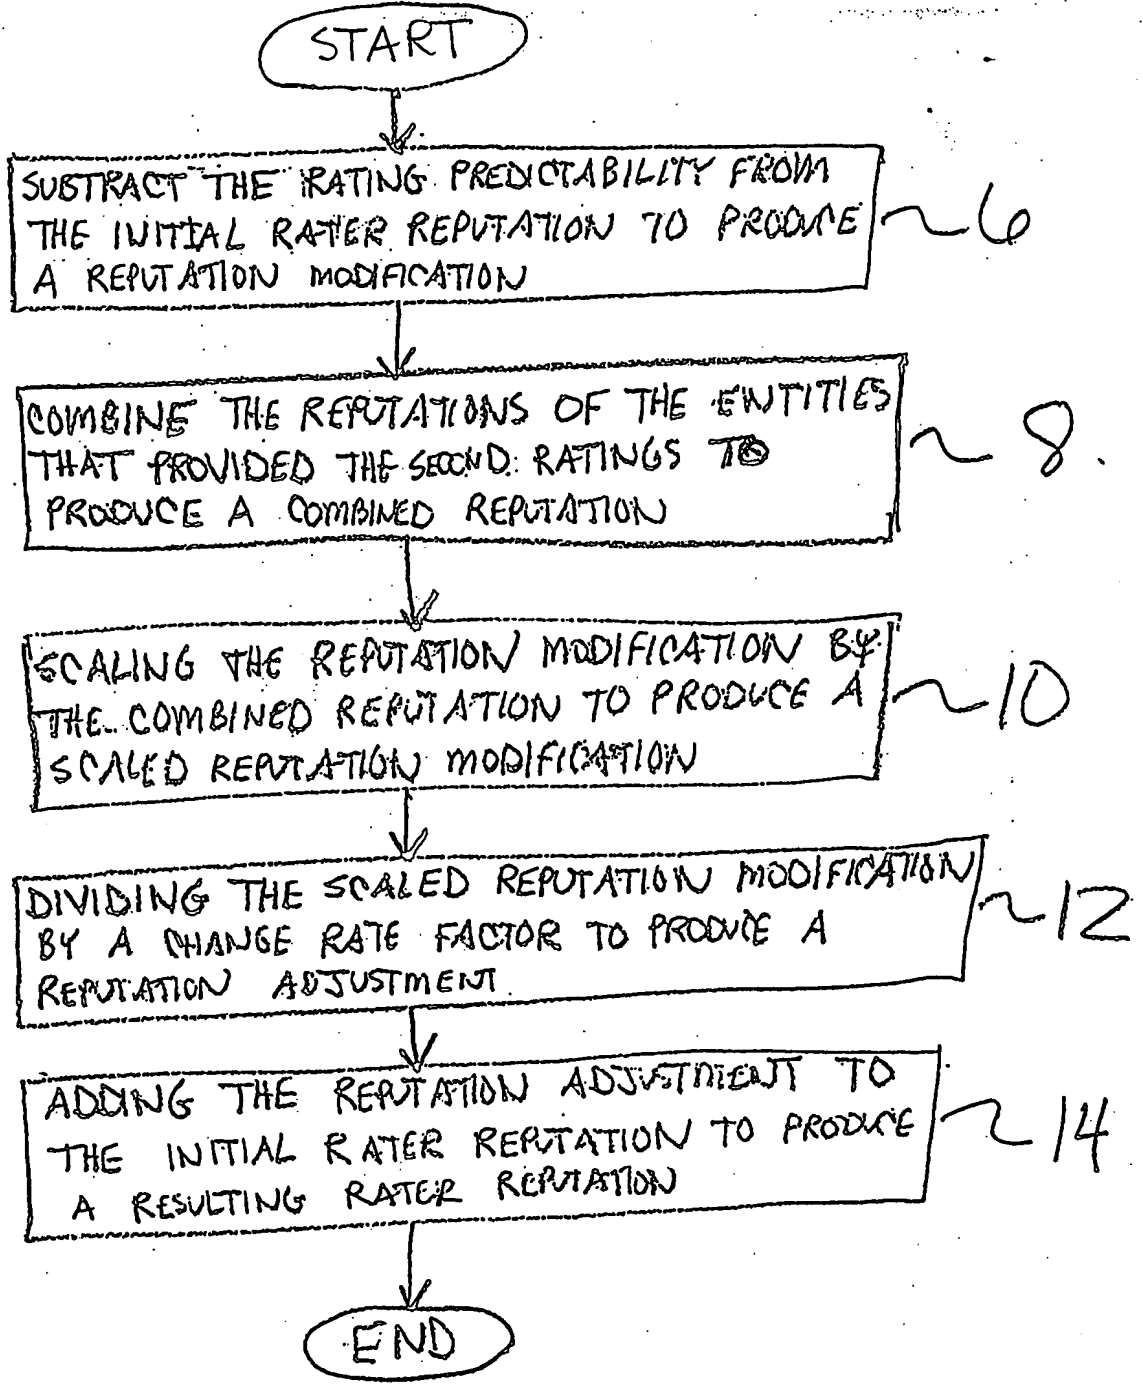 START
SUBTRACT THE RATING PREDICTABILITY FROM
THE INITIAL RATER REPUTATION TO PRODUCE
A REPUTATION MODIFICATION
6
COMBINE THE REPUTATIONS OF THE ENTITIES
THAT PROVIDED THE SECOND RATINGS TO
PRODUCE A COMBINED REPUTATION
8
SCALING THE REPUTATION MODIFICATION BY
THE COMBINED REPUTATION TO PRODUCE A
SCALED REPUTATION MODIFICATION
10
DIVIDING THE SCALED REPUTATION MODIFICATION
BY A CHANGE RATE FACTOR TO PRODUCE A
REPUTATION ADJUSTMENT.
12
ADDING THE REPUTATION ADJUSTMENT TO
THE INITIAL RATER REPUTATION TO PRODUCE
A RESULTING RATER REPUTATION
14
END